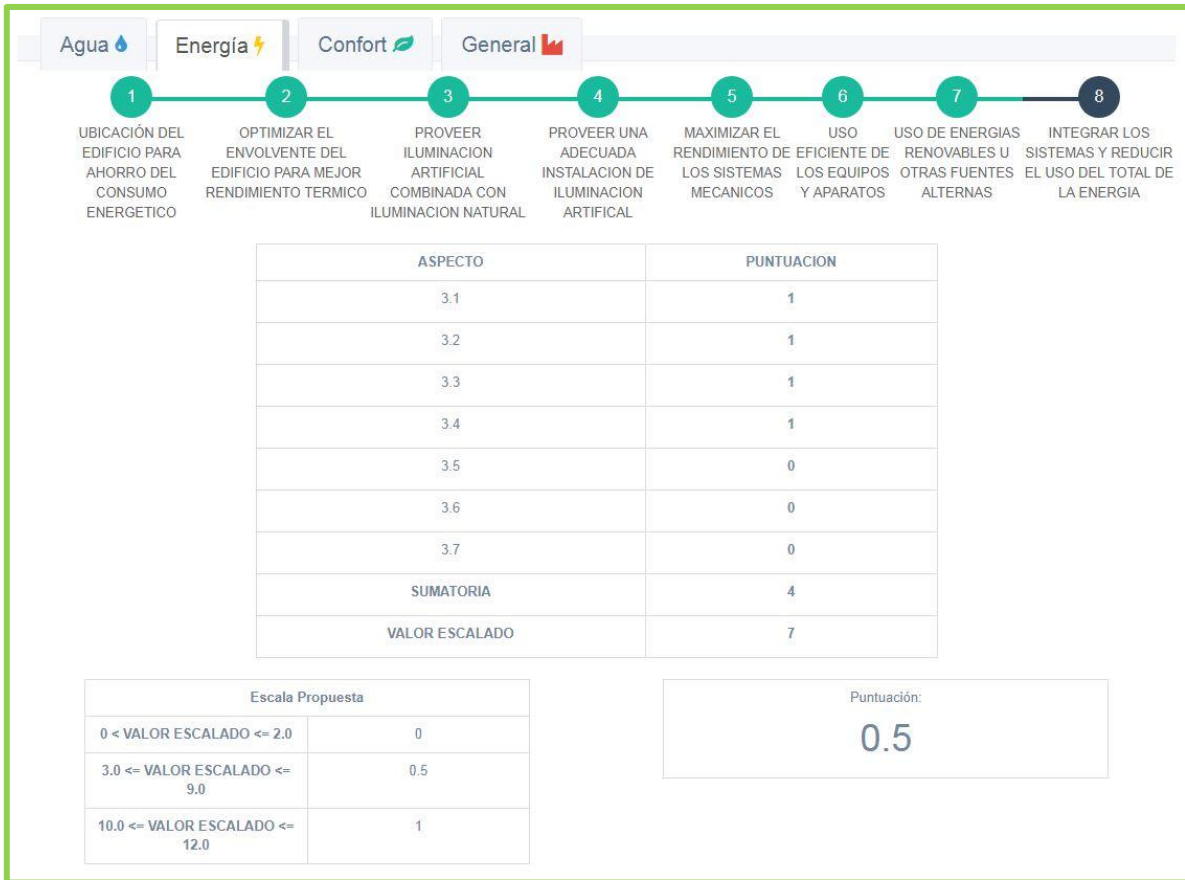 Agua
Energía
Confort
General
1
2
3
4
5
6
7
8
UBICACIÓN DEL
EDIFICIO PARA
AHORRO DEL
CONSUMO
ENERGETICO
OPTIMIZAR EL
ENVOLVENTE DEL
EDIFICIO PARA MEJOR
RENDIMIENTO TERMICO
PROVEER
ILUMINACION
ARTIFICIAL
COMBINADA CON
ILUMINACION NATURAL
PROVEER UNA
ADECUADA
INSTALACION DE
ILUMINACION
ARTIFICAL
MAXIMIZAR EL
RENDIMIENTO DE
LOS SISTEMAS
MECANICOS
USO
EFICIENTE DE
LOS EQUIPOS
Y APARATOS
USO DE ENERGIAS
RENOVABLES U
OTRAS FUENTES
ALTERNAS
INTEGRAR LOS
SISTEMAS Y REDUCIR
EL USO DEL TOTAL DE
LA ENERGIA
ASPECTO PUNTUACION
3.1 1
3.2 1
3.3 1
3.4 1
3.5 0
3.6 0
3.7 0
SUMATORIA 4
VALOR ESCALADO 7
Escala Propuesta
0 < VALOR ESCALADO <= 2.0 0
3.0 <= VALOR ESCALADO <= 0.5
9.0
10.0 <= VALOR ESCALADO <= 1
12.0
Puntuación:
0.5